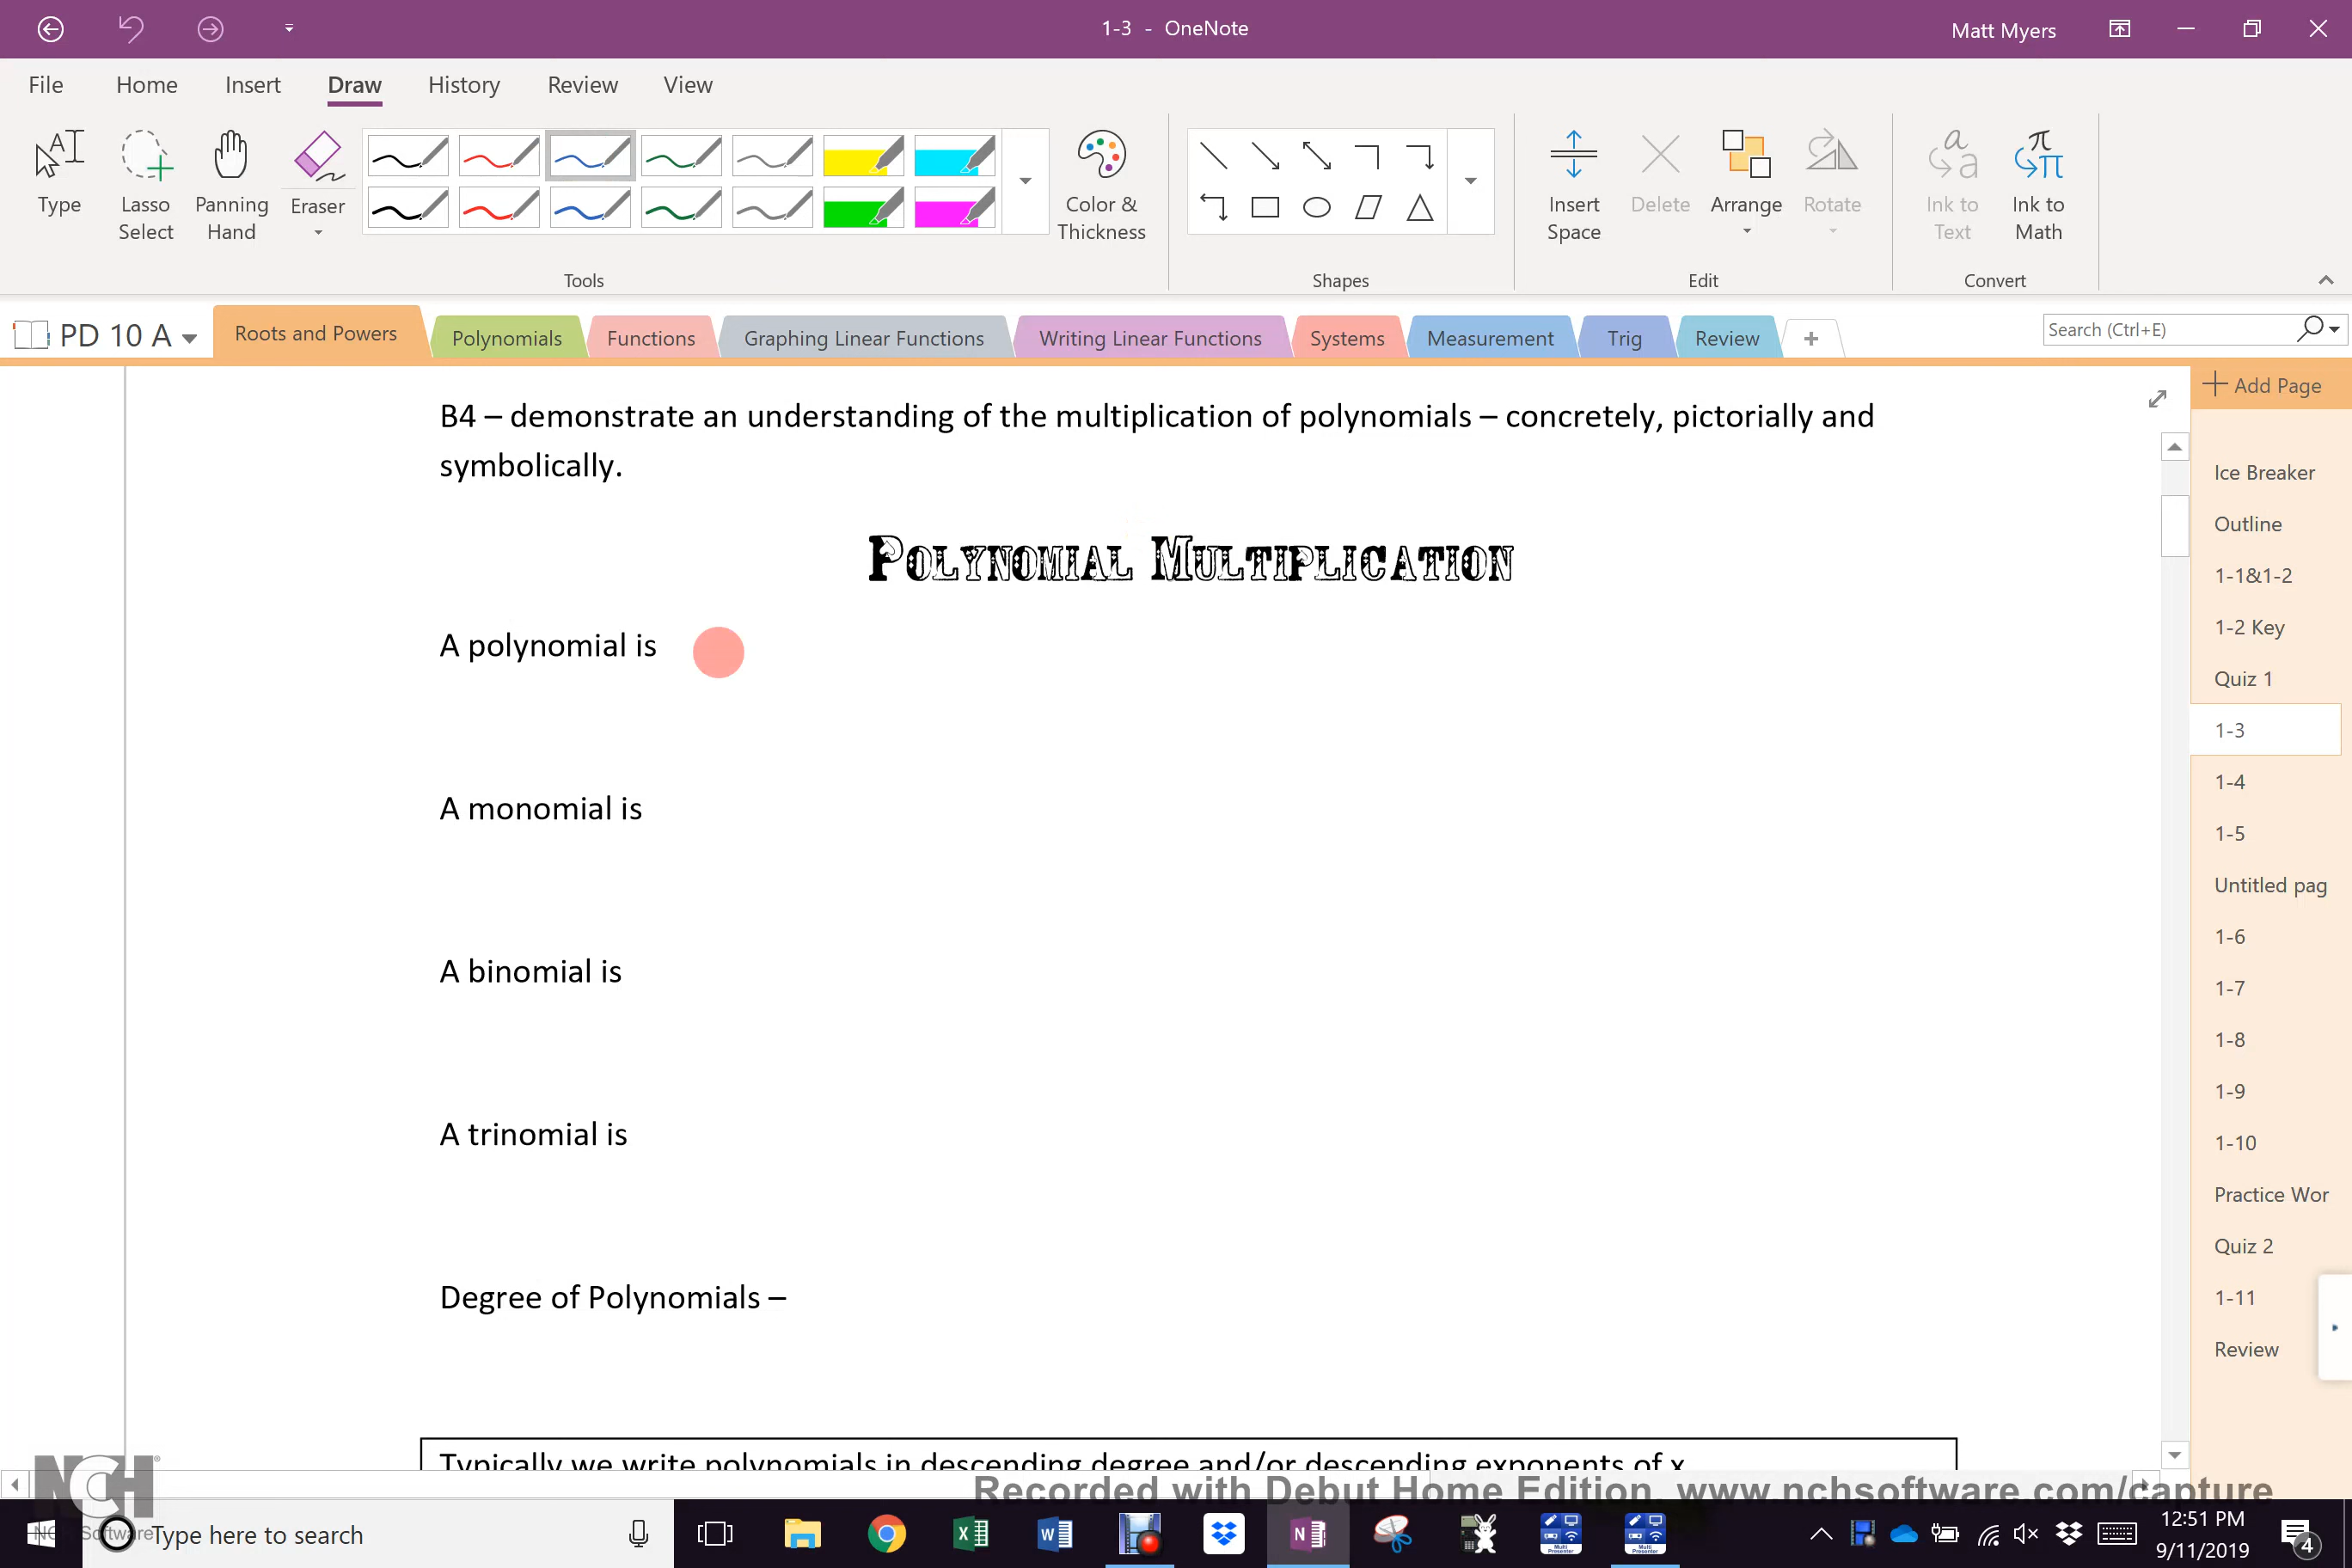 1-3 - OneNote
Matt Myers
File Home Insert Draw History Review View
Type
Lasso Select
Panning Hand
Eraser
Color & Thickness
Insert Space
Delete
Arrange
Rotate
Ink to Text
Ink to Math
Tools
Shapes
Edit
Convert
PD 10 A
Roots and Powers
Polynomials
Functions
Graphing Linear Functions
Writing Linear Functions
Systems
Measurement
Trig
Review
Search (Ctrl+E)
B4 – demonstrate an understanding of the multiplication of polynomials – concretely, pictorially and
symbolically.
Polynomial Multiplication
A polynomial is
A monomial is
A binomial is
A trinomial is
Degree of Polynomials –
Typically we write polynomials in descending degree and/or descending exponents of x
Add Page
Ice Breaker
Outline
1-1&1-2
1-2 Key
Quiz 1
1-3
1-4
1-5
Untitled pag
1-6
1-7
1-8
1-9
1-10
Practice Wor
Quiz 2
1-11
Review
NCH
NCH Software
Recorded with Debut Home Edition. www.nchsoftware.com/capture
Type here to search
12:51 PM
9/11/2019
4